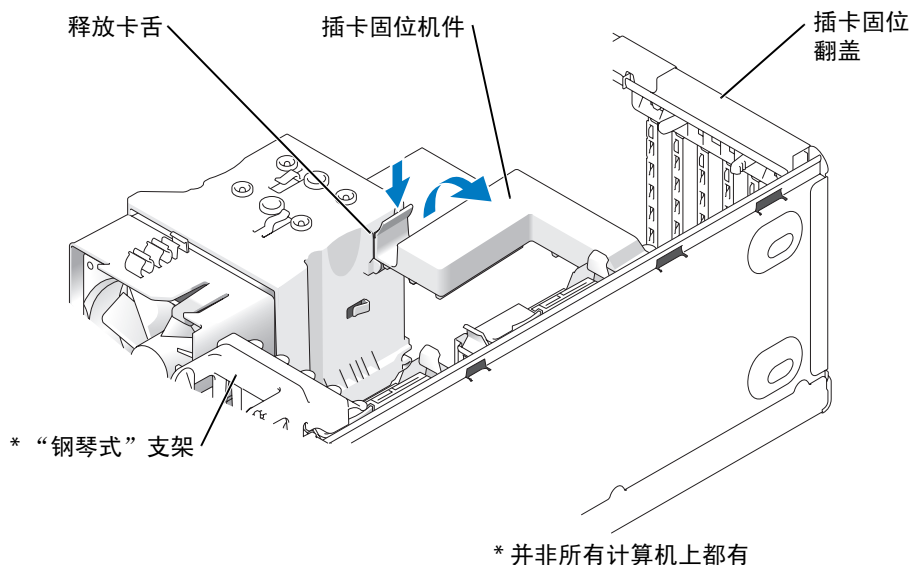 释放卡舌
插卡固位机件
插卡固位
翻盖
* “钢琴式”支架
* 并非所有计算机上都有